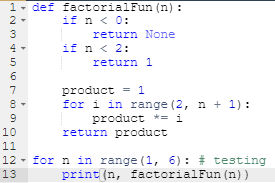 1 def factorialFun(n):
2     if n < 0:
3         return None
4     if n < 2:
5         return 1
6
7     product = 1
8     for i in range(2, n + 1):
9         product *= i
10     return product
11
12 for n in range(1, 6): # testing
13     print(n, factorialFun(n))